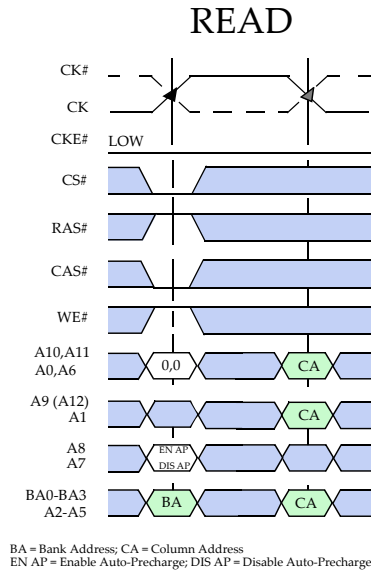 READ
CK#
CK
CKE# LOW
CS#
RAS#
CAS#
WE#
A10,A11
A0,A6
0,0 CA
A9 (A12)
A1
CA
A8
A7
EN AP
DIS AP
BA0-BA3
A2-A5
BA CA
BA = Bank Address; CA = Column Address
EN AP = Enable Auto-Precharge; DIS AP = Disable Auto-Precharge